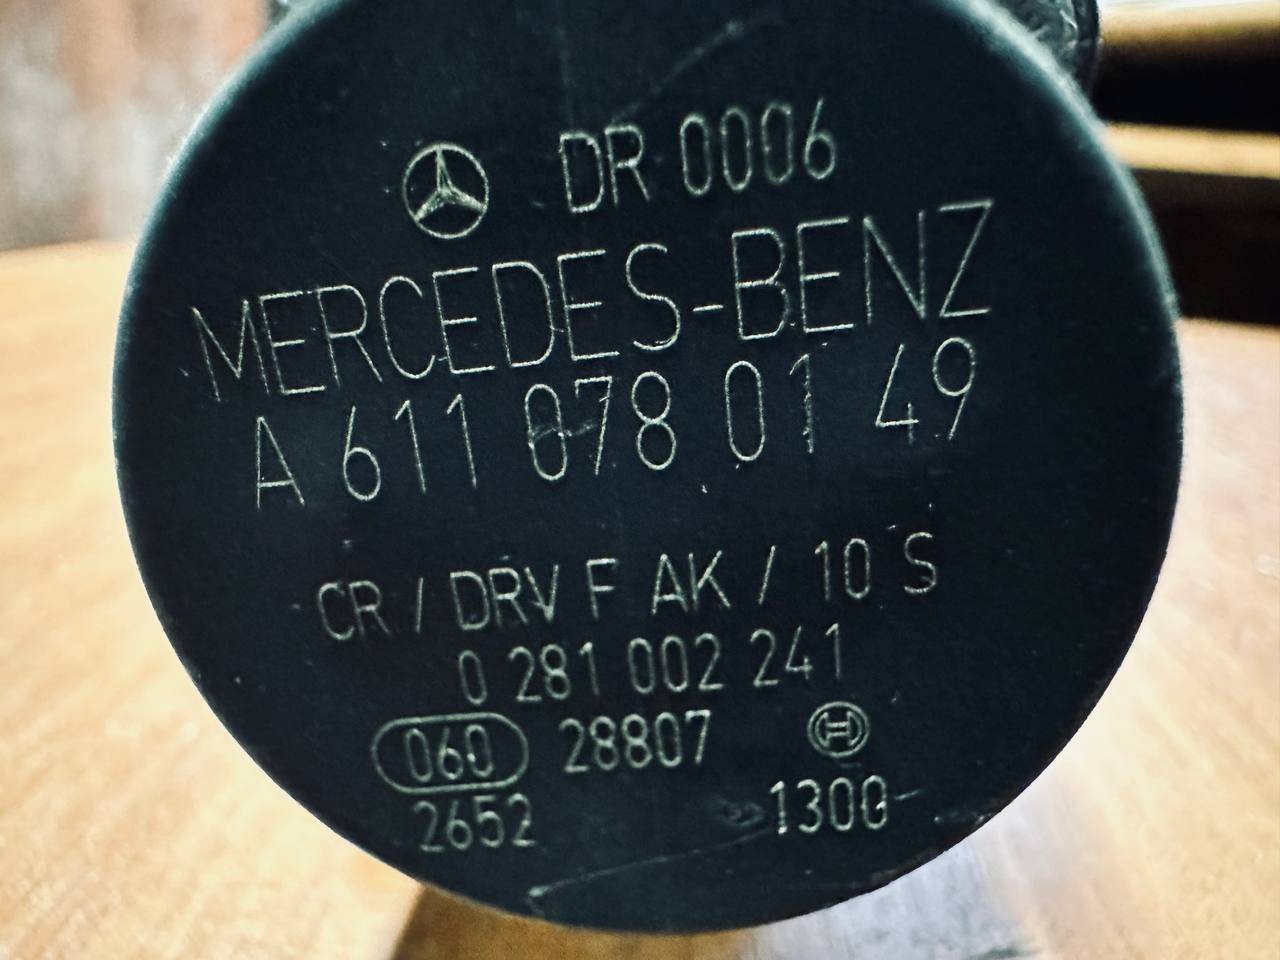 DR 0006
MERCEDES-BENZ
A 611 078 01 49
CR / DRV F AK / 10 S
0 281 002 241
060 28807
2652 1300